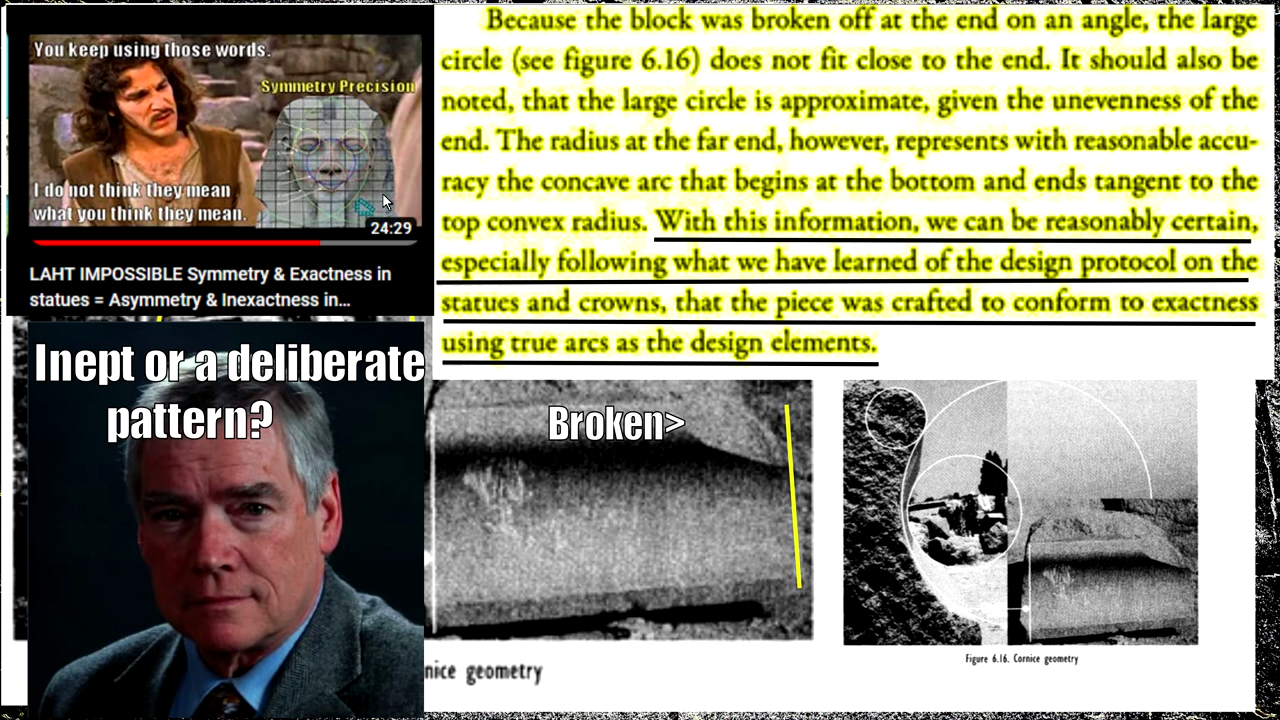 You keep using those words.
Symmetry Precision
I do not think they mean
what you think they mean.
24:29
LAHT IMPOSSIBLE Symmetry & Exactness in
statues = Asymmetry & Inexactness in...
Because the block was broken off at the end on an angle, the large
circle (see figure 6.16) does not fit close to the end. It should also be
noted, that the large circle is approximate, given the unevenness of the
end. The radius at the far end, however, represents with reasonable accu-
racy the concave arc that begins at the bottom and ends tangent to the
top convex radius. With this information, we can be reasonably certain,
especially following what we have learned of the design protocol on the
statues and crowns, that the piece was crafted to conform to exactness
using true arcs as the design elements.
Inept or a deliberate
pattern?
Broken>
geometry
Figure 6.16. Cornice geometry